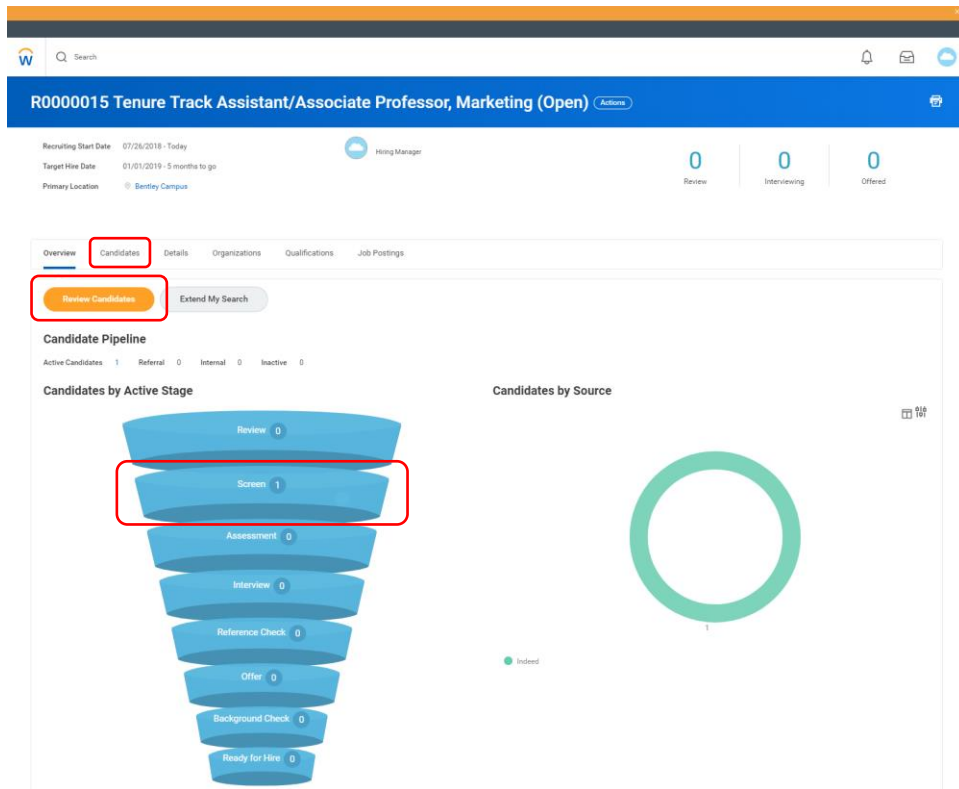 W
Search
R0000015 Tenure Track Assistant/Associate Professor, Marketing (Open) Actions
Recruiting Start Date 07/26/2018 - Today
Hiring Manager
Target Hire Date 01/01/2019 - 5 months to go
Primary Location Bentley Campus
0 0 0
Review Interviewing Offered
Overview Candidates Details Organizations Qualifications Job Postings
Review Candidates Extend My Search
Candidate Pipeline
Active Candidates 1 Referral 0 Internal 0 Inactive 0
Candidates by Active Stage
Candidates by Source
Review 0
Screen 1
Assessment 0
Interview 0
Reference Check 0
Offer 0
Background Check 0
Ready for Hire 0
1
Indeed